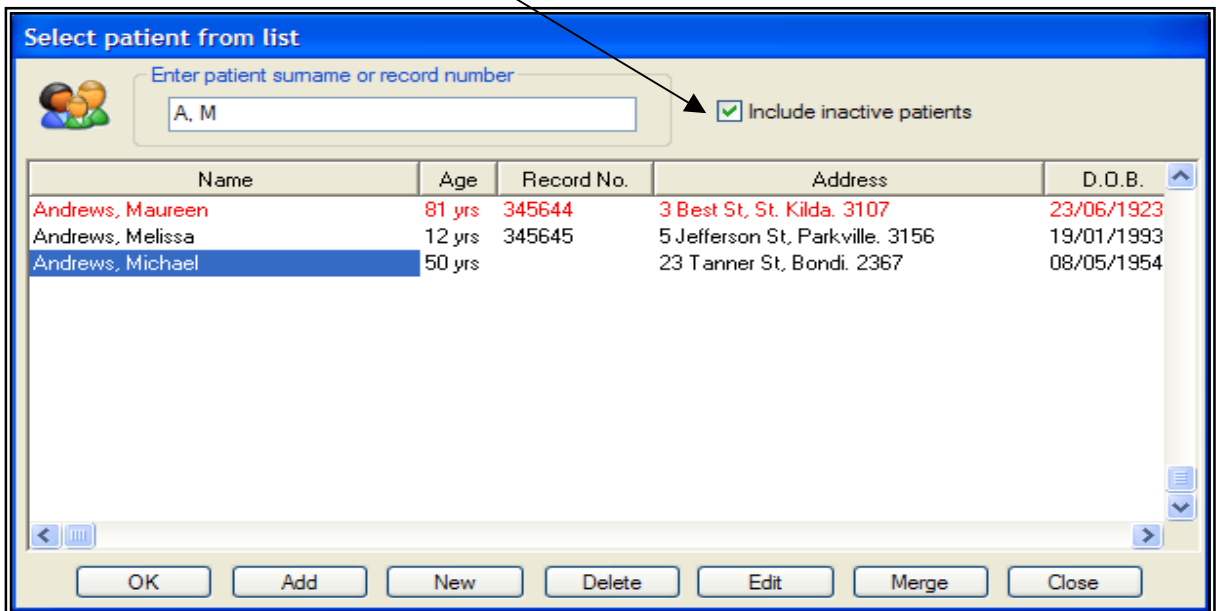 Select patient from list
Enter patient surname or record number
A, M
Include inactive patients
Name Age Record No. Address D.O.B.
Andrews, Maureen 81 yrs 345644 3 Best St, St. Kilda. 3107 23/06/1923
Andrews, Melissa 12 yrs 345645 5 Jefferson St, Parkville. 3156 19/01/1993
Andrews, Michael 50 yrs 23 Tanner St, Bondi. 2367 08/05/1954
OK Add New Delete Edit Merge Close